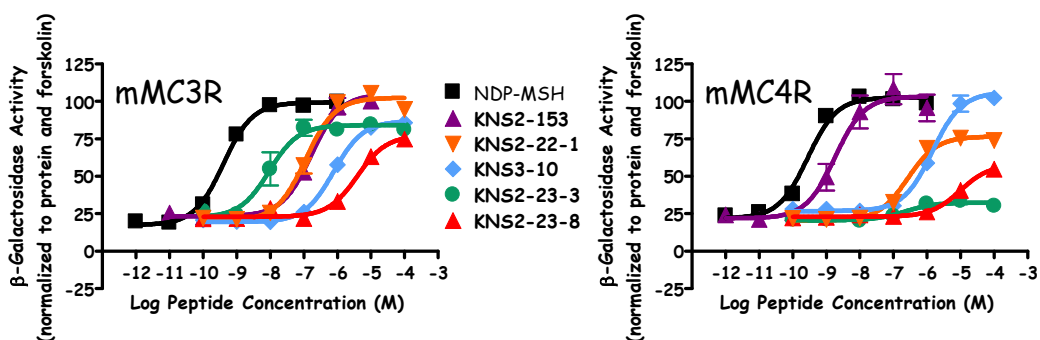 β-Galactosidase Activity
(normalized to protein and forskolin)
mMC3R
125
100
75
50
25
0
-25
-12 -11 -10 -9 -8 -7 -6 -5 -4 -3
Log Peptide Concentration (M)
NDP-MSH
KNS2-153
KNS2-22-1
KNS3-10
KNS2-23-3
KNS2-23-8
β-Galactosidase Activity
(normalized to protein and forskolin)
mMC4R
125
100
75
50
25
0
-25
-12 -11 -10 -9 -8 -7 -6 -5 -4 -3
Log Peptide Concentration (M)